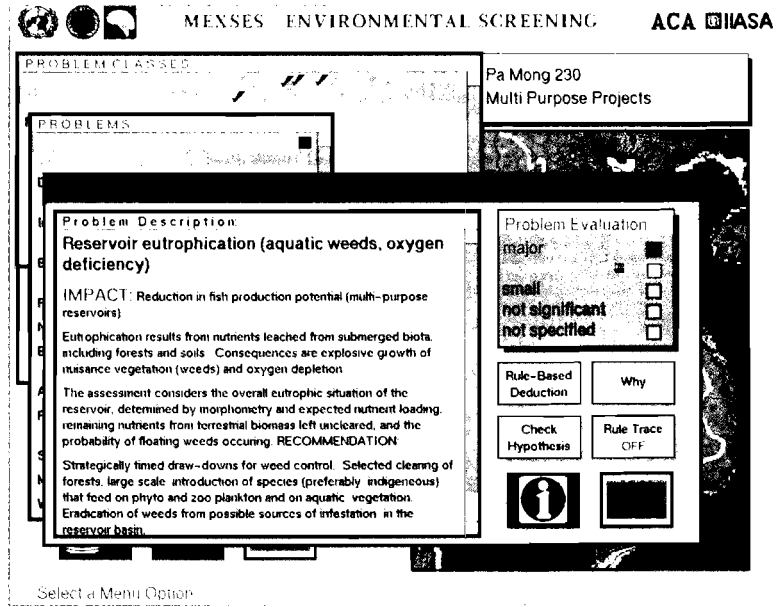 MEXSES ENVIRONMENTAL SCREENING
ACA IIASA
PROBLEM CLASSES
Pa Mong 230
Multi Purpose Projects
PROBLEMS
Problem Description:
Reservoir eutrophication (aquatic weeds, oxygen
deficiency)
IMPACT: Reduction in fish production potential (multi-purpose
reservoirs)
Eutrophication results from nutrients leached from submerged biota,
including forests and soils. Consequences are explosive growth of
nuisance vegetation (weeds) and oxygen depletion
The assessment considers the overall eutrophic situation of the
reservoir, determined by morphometry and expected nutrient loading,
remaining nutrients from terrestrial biomass left uncleared, and the
probability of floating weeds occuring. RECOMMENDATION:
Strategically timed draw-downs for weed control. Selected clearing of
forests, large scale introduction of species (preferably indigeneous)
that feed on phyto and zoo plankton and on aquatic vegetation.
Eradication of weeds from possible sources of infestation in the
reservoir basin.
Problem Evaluation
major
small
not significant
not specified
Rule-Based
Deduction
Why
Check
Hypothesis
Rule Trace
OFF
Select a Menu Option